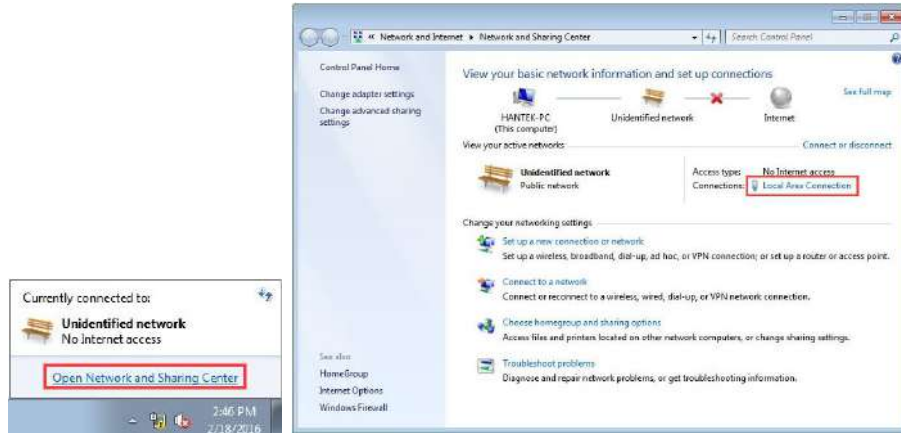 Currently connected to:
Unidentified network
No Internet access
Open Network and Sharing Center
2:46 PM
2/18/2016
« Network and Internet ▸ Network and Sharing Center
Search Control Panel
Control Panel Home
Change adapter settings
Change advanced sharing
settings
See also
HomeGroup
Internet Options
Windows Firewall
View your basic network information and set up connections
See full map
HANTEK-PC
(This computer)
Unidentified network
Internet
View your active networks
Connect or disconnect
Unidentified network
Public network
Access type: No Internet access
Connections: Local Area Connection
Change your networking settings
Set up a new connection or network
Set up a wireless, broadband, dial-up, ad hoc, or VPN connection; or set up a router or access point.
Connect to a network
Connect or reconnect to a wireless, wired, dial-up, or VPN network connection.
Choose homegroup and sharing options
Access files and printers located on other network computers, or change sharing settings.
Troubleshoot problems
Diagnose and repair network problems, or get troubleshooting information.